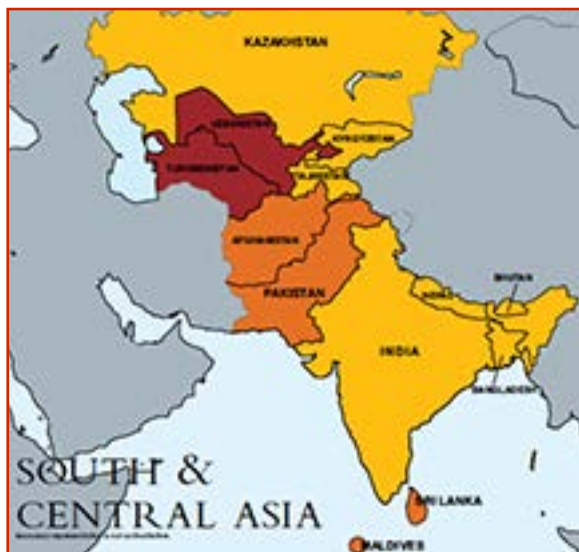 KAZAKHSTAN
UZBEKISTAN
KYRGYZSTAN
TURKMENISTAN
TAJIKISTAN
AFGHANISTAN
PAKISTAN
NEPAL
BHUTAN
INDIA
BANGLADESH
SOUTH &
CENTRAL ASIA
SRI LANKA
MALDIVES